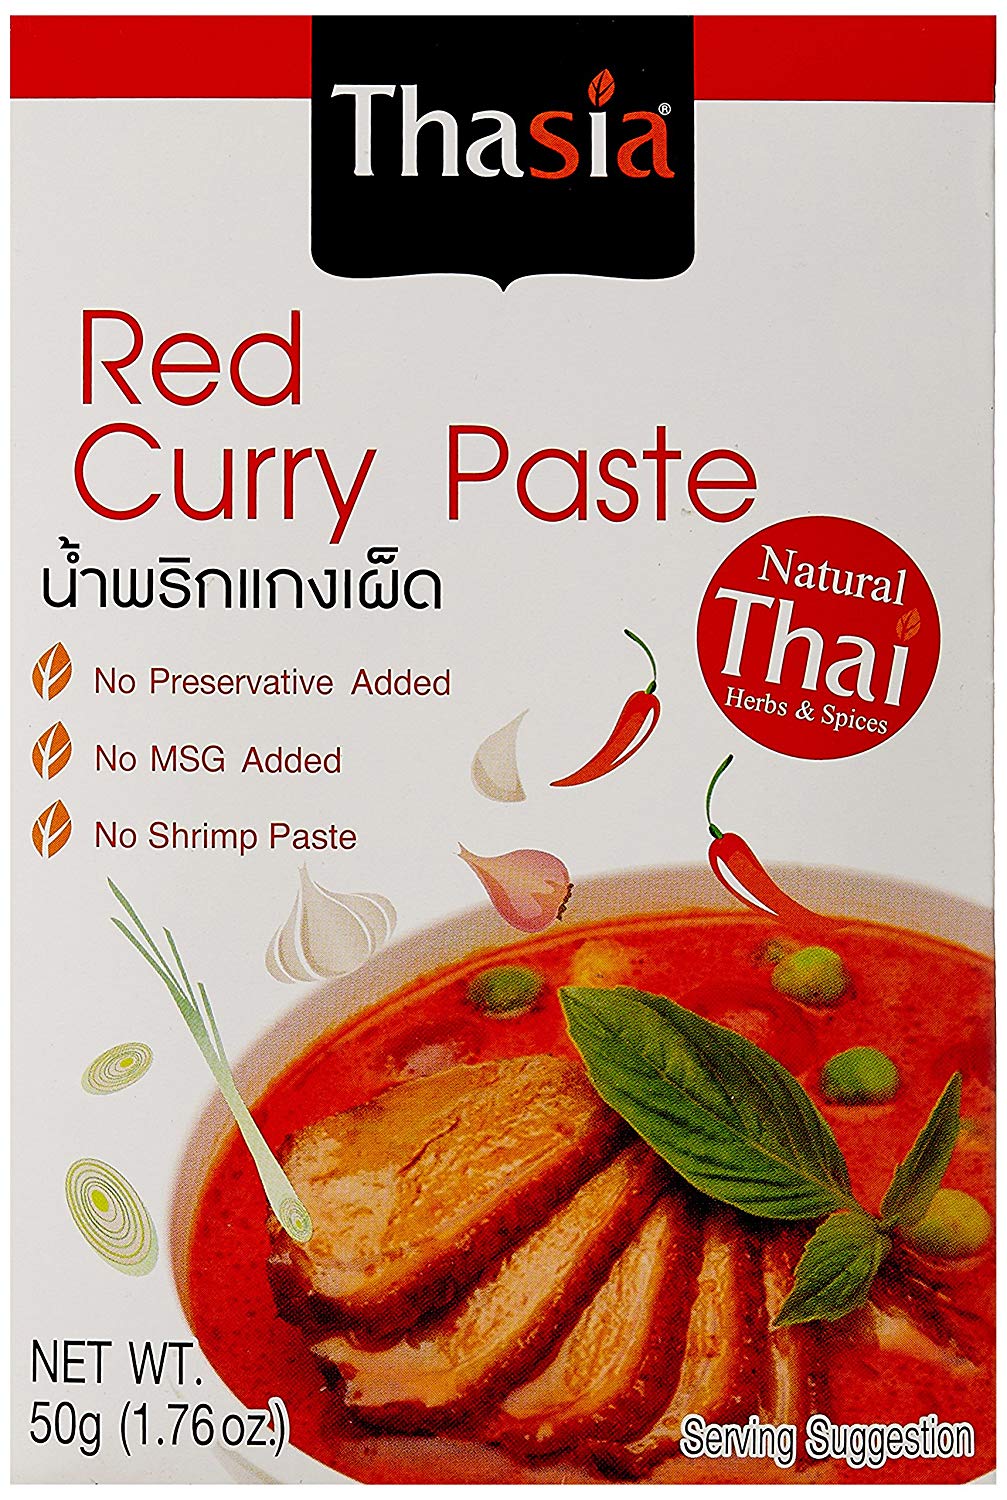 Thasia®
Red
Curry Paste
น้ำพริกแกงเผ็ด
Natural
Thai
Herbs & Spices
No Preservative Added
No MSG Added
No Shrimp Paste
NET WT.
50g (1.76 oz.)
Serving Suggestion